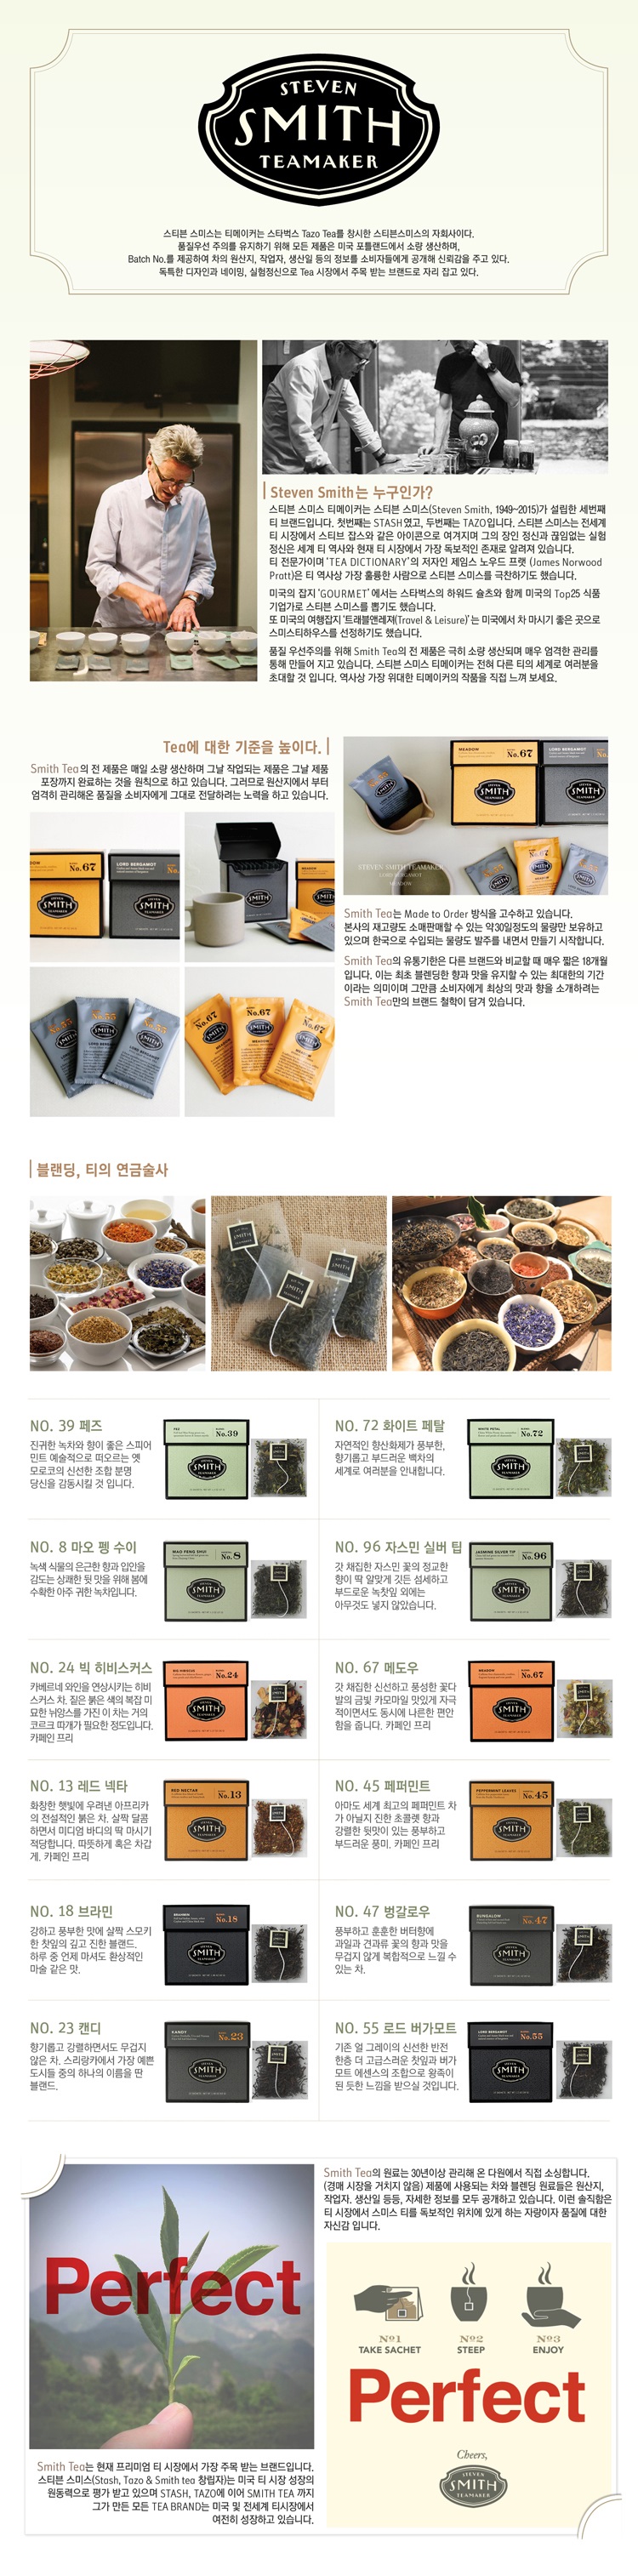 STEVEN
SMITH
TEAMAKER
스티븐 스미스는 티메이커는 스타벅스 Tazo Tea를 창시한 스티븐스미스의 자회사이다.
품질우선 주의를 유지하기 위해 모든 제품은 미국 포틀랜드에서 소량 생산하며,
Batch No.를 제공하여 차의 원산지, 작업자, 생산일 등의 정보를 소비자들에게 공개해 신뢰감을 주고 있다.
독특한 디자인과 네이밍, 실험정신으로 Tea 시장에서 주목 받는 브랜드로 자리 잡고 있다.
Steven Smith는 누구인가?
스티븐 스미스 티메이커는 스티븐 스미스(Steven Smith, 1949~2015)가 설립한 세번째
티 브랜드입니다. 첫번째는 STASH였고, 두번째는 TAZO입니다. 스티븐 스미스는 전세계
티 시장에서 스티브 잡스와 같은 아이콘으로 여겨지며 그의 장인 정신과 끊임없는 실험
정신은 세계 티 역사와 현재 티 시장에서 가장 독보적인 존재로 알려져 있습니다.
티 전문가이며 'TEA DICTIONARY'의 저자인 제임스 노우드 프랫 (James Norwood
Pratt)은 티 역사상 가장 훌륭한 사람으로 스티븐 스미스를 극찬하기도 했습니다.
미국의 잡지 'GOURMET' 에서는 스타벅스의 하워드 슐츠와 함께 미국의 Top25 식품
기업가로 스티븐 스미스를 뽑기도 했습니다.
또 미국의 여행잡지 '트래블앤레져(Travel & Leisure)'는 미국에서 차 마시기 좋은 곳으로
스미스티하우스를 선정하기도 했습니다.
품질 우선주의를 위해 Smith Tea의 전 제품은 극히 소량 생산되며 매우 엄격한 관리를
통해 만들어 지고 있습니다. 스티븐 스미스 티메이커는 전혀 다른 티의 세계로 여러분을
초대할 것 입니다. 역사상 가장 위대한 티메이커의 작품을 직접 느껴 보세요.
Tea에 대한 기준을 높이다.
Smith Tea의 전 제품은 매일 소량 생산하며 그날 작업되는 제품은 그날 제품
포장까지 완료하는 것을 원칙으로 하고 있습니다. 그러므로 원산지에서 부터
엄격히 관리해온 품질을 소비자에게 그대로 전달하려는 노력을 하고 있습니다.
MEADOW
No.67
LORD BERGAMOT
STEVEN SMITH TEAMAKER
LORD BERGAMOT
MEADOW
Smith Tea는 Made to Order 방식을 고수하고 있습니다.
본사의 재고량도 소매판매할 수 있는 약30일정도의 물량만 보유하고
있으며 한국으로 수입되는 물량도 발주를 내면서 만들기 시작합니다.
Smith Tea의 유통기한은 다른 브랜드와 비교할 때 매우 짧은 18개월
입니다. 이는 최초 블렌딩한 향과 맛을 유지할 수 있는 최대한의 기간
이라는 의미이며 그만큼 소비자에게 최상의 맛과 향을 소개하려는
Smith Tea만의 브랜드 철학이 담겨 있습니다.
블랜딩, 티의 연금술사
NO. 39 페즈
진귀한 녹차와 향이 좋은 스피어
민트 예술적으로 떠오르는 옛
모로코의 신선한 조합 분명
당신을 감동시킬 것 입니다.
No.39
NO. 72 화이트 페탈
자연적인 항산화제가 풍부한,
향기롭고 부드러운 백차의
세계로 여러분을 인내합니다.
No.72
NO. 8 마오 펭 수이
녹색 식물의 은근한 향과 입안을
감도는 상쾌한 뒷 맛을 위해 봄에
수확한 아주 귀한 녹차입니다.
MAO FENG SHUI
No.8
NO. 96 자스민 실버 팁
갓 채집한 자스민 꽃의 정교한
향이 딱 알맞게 깃든 섬세하고
부드로운 녹찻잎 외에는
아무것도 넣지 않았습니다.
JASMINE SILVER TIP
No.96
NO. 24 빅 히비스커스
카베르네 와인을 연상시키는 히비
스커스 차. 짙은 붉은 색의 복잡 미
묘한 뉘앙스를 가진 이 차는 거의
코르크 따개가 필요한 정도입니다.
카페인 프리
BIG HIBISCUS
No.24
NO. 67 메도우
갓 채집한 신선하고 풍성한 꽃다
발의 금빛 카모마일 맛있게 자극
적이면서도 동시에 나른한 편안
함을 줍니다. 카페인 프리
MEADOW
No.67
NO. 13 레드 넥타
화창한 햇빛에 우려낸 아프리카
의 전설적인 붉은 차. 살짝 달콤
하면서 미디엄 바디의 딱 마시기
적당합니다. 따뜻하게 혹은 차갑
게. 카페인 프리
RED NECTAR
No.13
NO. 45 페퍼민트
아마도 세계 최고의 페퍼민트 차
가 아닐지 진한 초콜렛 향과
강렬한 뒷맛이 있는 풍부하고
부드러운 풍미. 카페인 프리
PEPPERMINT LEAVES
No.45
NO. 18 브라민
강하고 풍부한 맛에 살짝 스모키
한 찻잎의 깊고 진한 블랜드.
하루 중 언제 마셔도 환상적인
마술 같은 맛.
BRAHMIN
No.18
NO. 47 벙갈로우
풍부하고 훈훈한 버터향에
과일과 견과류 꽃의 향과 맛을
무겁지 않게 복합적으로 느낄 수
있는 차.
BUNGALOW
No.47
NO. 23 캔디
향기롭고 강렬하면서도 무겁지
않은 차. 스리랑카에서 가장 예쁜
도시들 중의 하나의 이름을 딴
블랜드.
KANDY
No.23
NO. 55 로드 버가모트
기존 얼 그레이의 신선한 반전
한층 더 고급스러운 찻잎과 버가
모트 에센스의 조합으로 왕족이
된 듯한 느낌을 받으실 것입니다.
LORD BERGAMOT
No.55
Smith Tea의 원료는 30년이상 관리해 온 다원에서 직접 소싱합니다.
(경매 시장을 거치지 않음) 제품에 사용되는 차와 블렌딩 원료들은 원산지,
작업자. 생산일 등등, 자세한 정보를 모두 공개하고 있습니다. 이런 솔직함은
티 시장에서 스미스 티를 독보적인 위치에 있게 하는 자랑이자 품질에 대한
자신감 입니다.
Perfect
Nº1
TAKE SACHET
Nº2
STEEP
Nº3
ENJOY
Perfect
Cheers,
STEVEN
SMITH
TEAMAKER
Smith Tea는 현재 프리미엄 티 시장에서 가장 주목 받는 브랜드입니다.
스티븐 스미스(Stash, Tazo & Smith tea 창립자)는 미국 티 시장 성장의
원동력으로 평가 받고 있으며 STASH, TAZO에 이어 SMITH TEA 까지
그가 만든 모든 TEA BRAND는 미국 및 전세계 티시장에서
여전히 성장하고 있습니다.